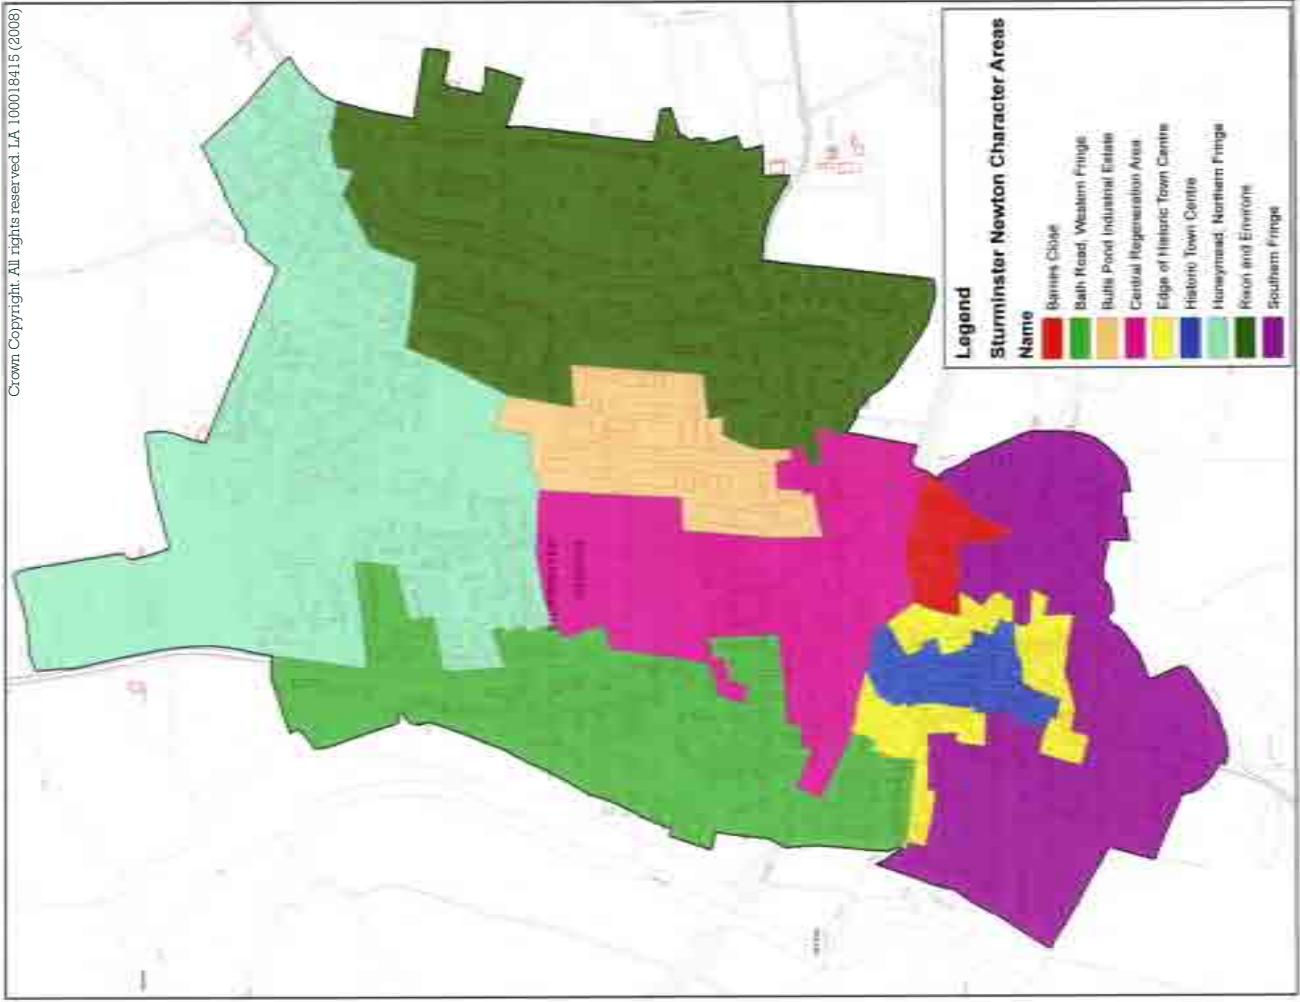 Crown Copyright. All rights reserved. LA 100018415 (2008)
Legend
Sturminster Newton Character Areas
Name
Barnes Close
Bath Road, Western Fringe
Butts Pond Industrial Estate
Central Regeneration Area
Edge of Historic Town Centre
Historic Town Centre
Honeymead, Northern Fringe
Rixon and Environs
Southern Fringe